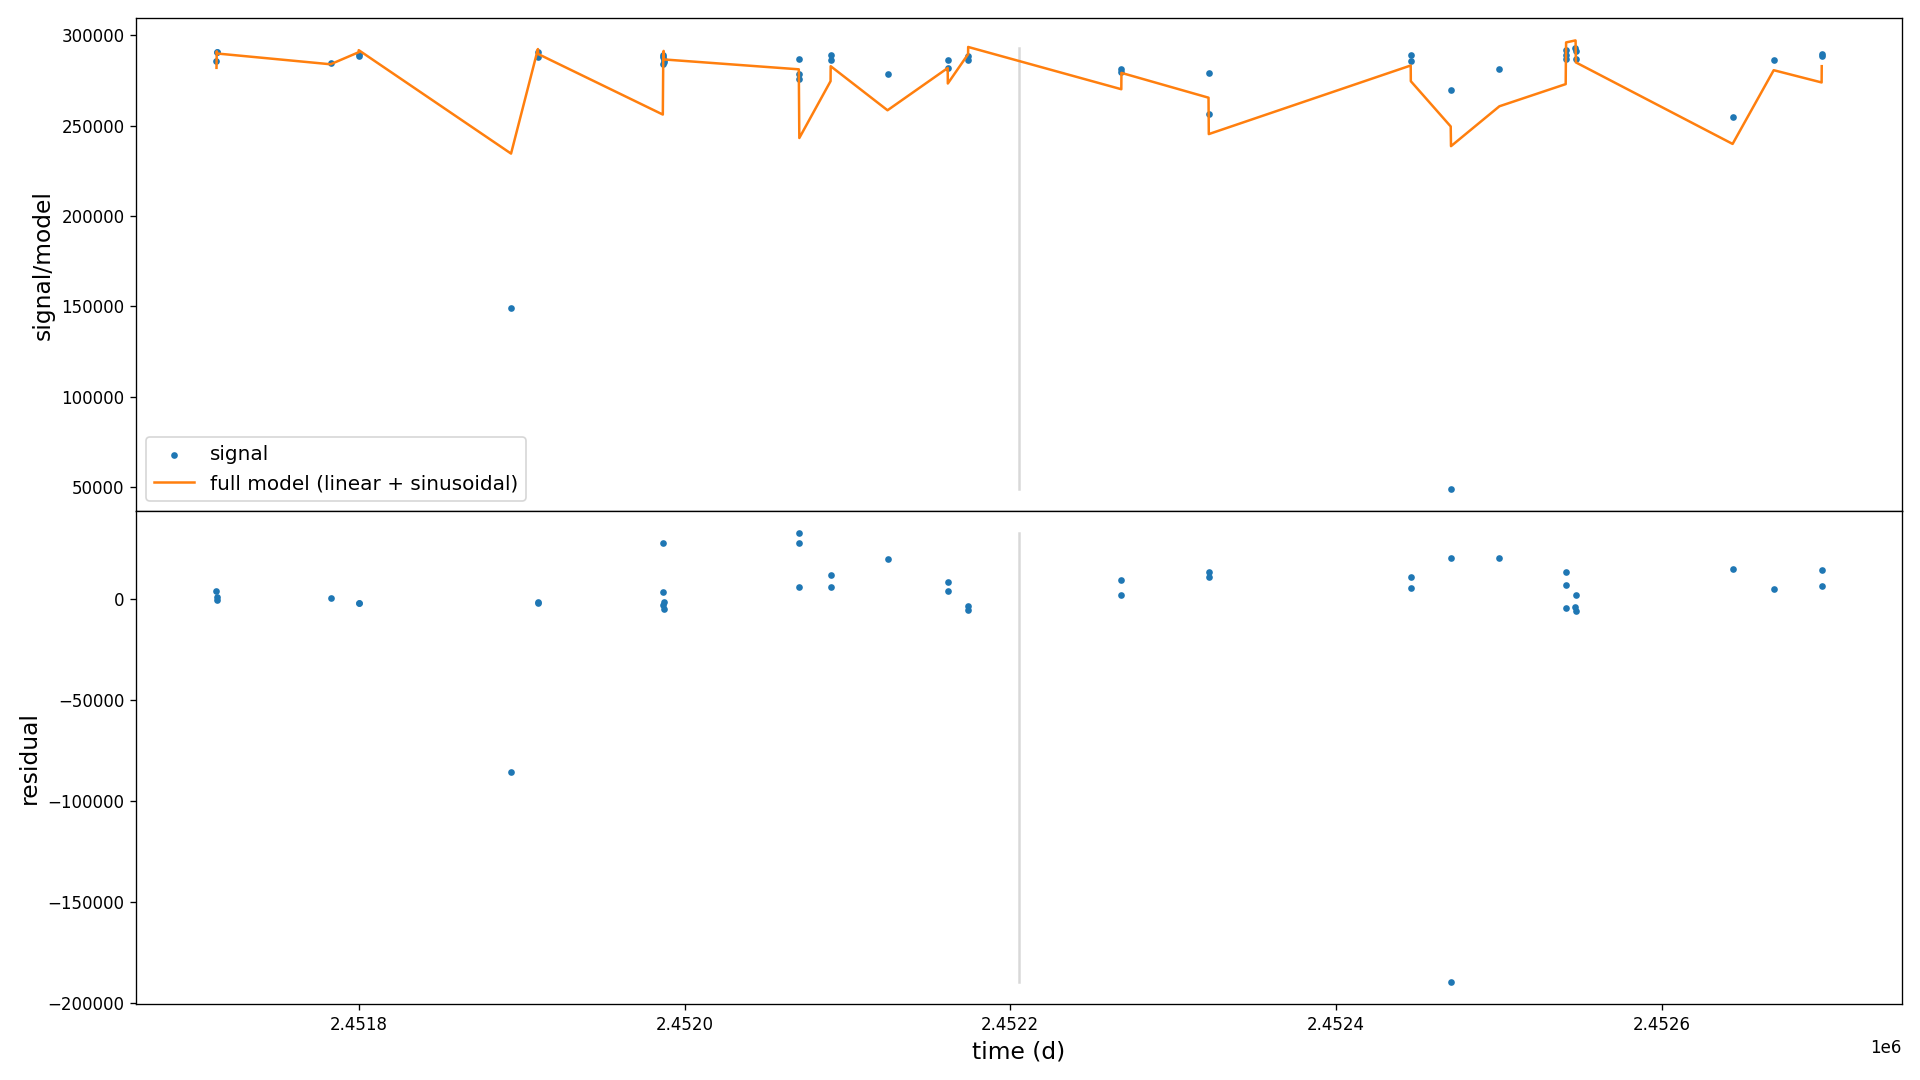 300000
250000
200000
150000
100000
50000
signal/model
signal
full model (linear + sinusoidal)
0
−50000
−100000
−150000
−200000
residual
2.4518
2.4520
2.4522
2.4524
2.4526
1e6
time (d)